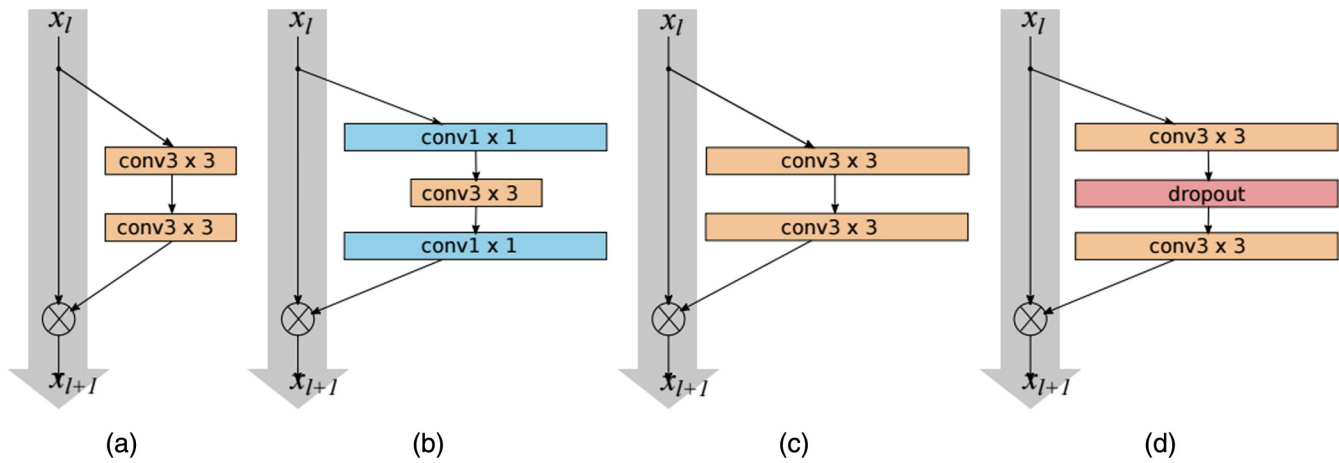 x_l
conv3 x 3
conv3 x 3
x_{l+1}
(a)
x_l
conv1 x 1
conv3 x 3
conv1 x 1
x_{l+1}
(b)
x_l
conv3 x 3
conv3 x 3
x_{l+1}
(c)
x_l
conv3 x 3
dropout
conv3 x 3
x_{l+1}
(d)